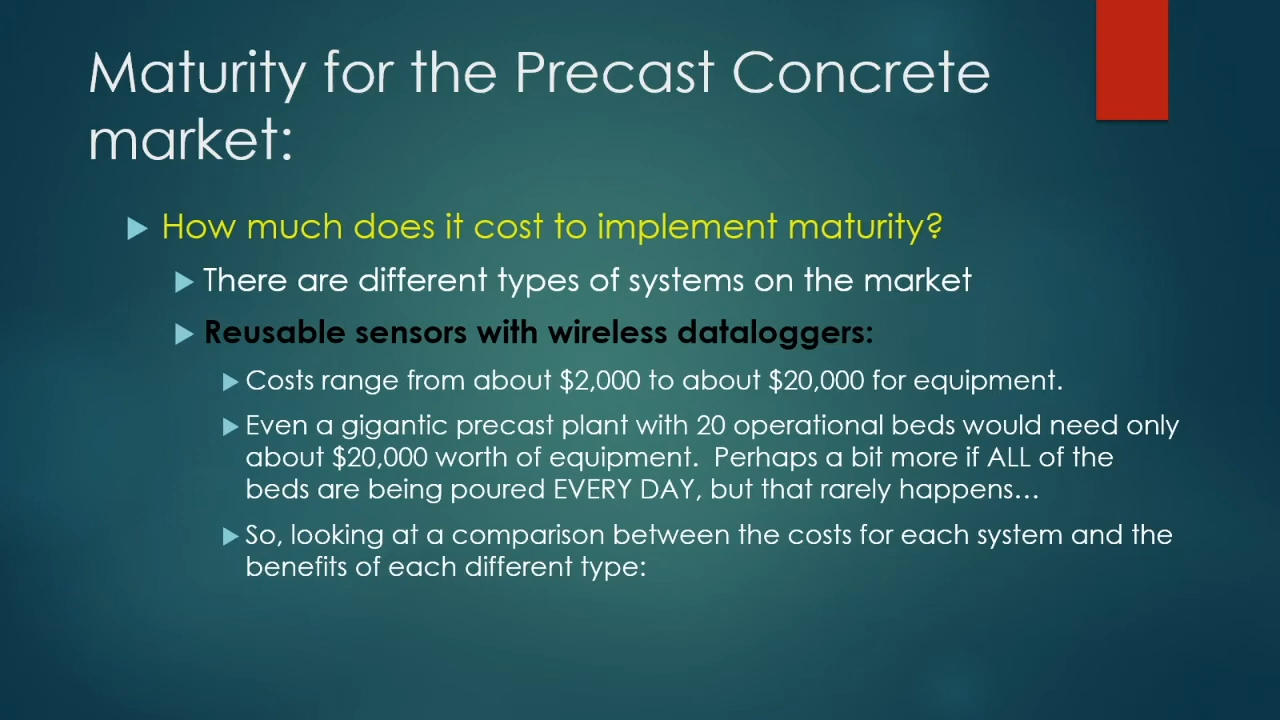 Maturity for the Precast Concrete
market:
How much does it cost to implement maturity?
There are different types of systems on the market
Reusable sensors with wireless dataloggers:
Costs range from about $2,000 to about $20,000 for equipment.
Even a gigantic precast plant with 20 operational beds would need only
about $20,000 worth of equipment.  Perhaps a bit more if ALL of the
beds are being poured EVERY DAY, but that rarely happens…
So, looking at a comparison between the costs for each system and the
benefits of each different type: